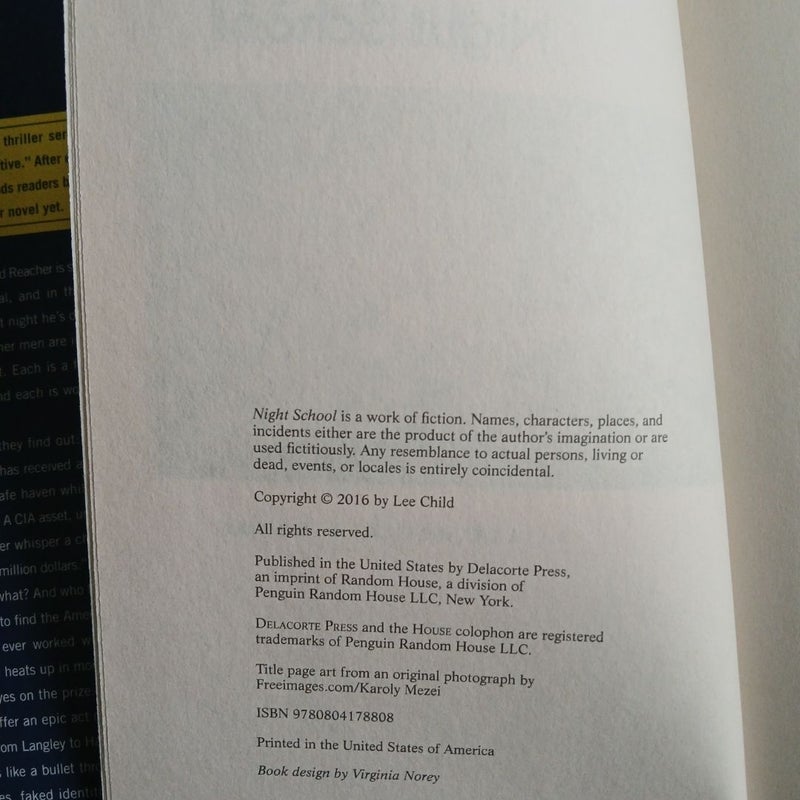 thriller
tive." After
ds readers
r novel yet.
d Reacher is
al, and in
t night he's
her men are
t. Each is a
nd each is
they find out
has received
afe haven
A CIA asset,
er whisper a
million dollars."
what? And who
to find the
ever worked
heats up in
yes on the prize
ffer an epic
om Langley to
like a bullet
es, faked
Night School is a work of fiction. Names, characters, places, and
incidents either are the product of the author's imagination or are
used fictitiously. Any resemblance to actual persons, living or
dead, events, or locales is entirely coincidental.
Copyright © 2016 by Lee Child
All rights reserved.
Published in the United States by Delacorte Press,
an imprint of Random House, a division of
Penguin Random House LLC, New York.
DELACORTE PRESS and the HOUSE colophon are registered
trademarks of Penguin Random House LLC.
Title page art from an original photograph by
Freeimages.com/Karoly Mezei
ISBN 9780804178808
Printed in the United States of America
Book design by Virginia Norey